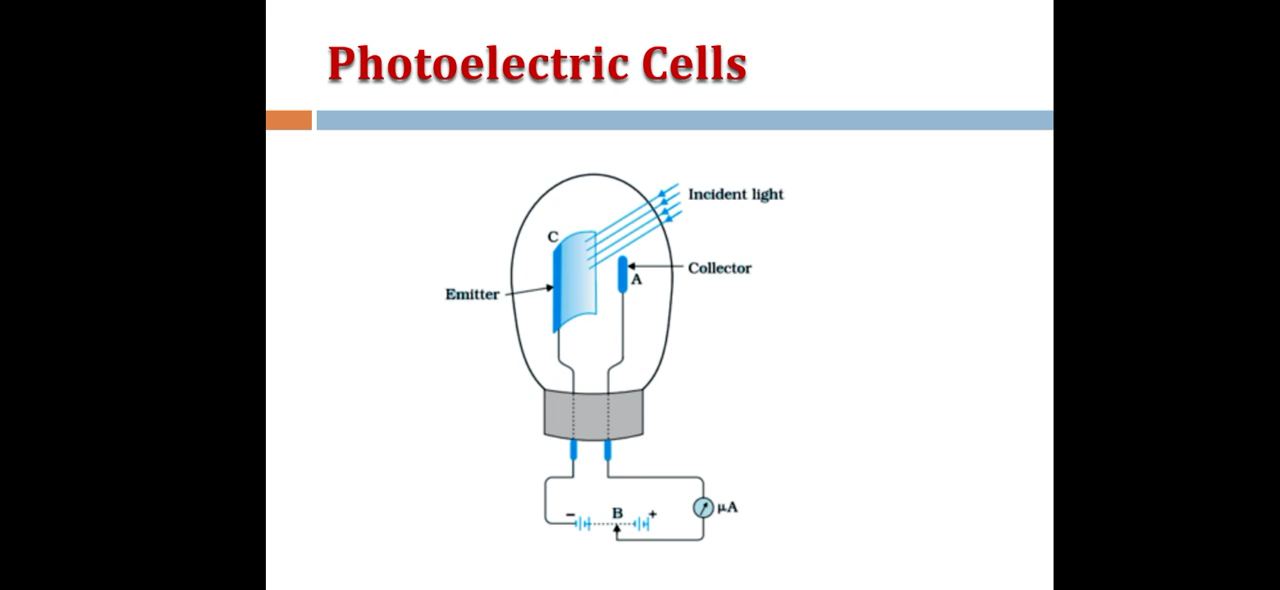 Photoelectric Cells
Incident light
C
Collector
A
Emitter
− B +
µA